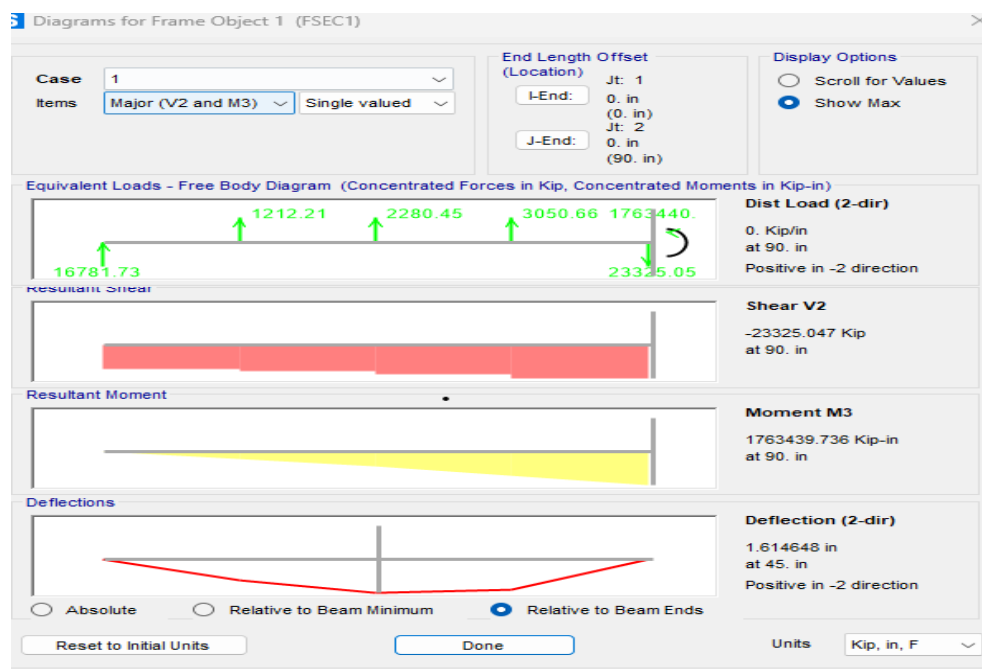 Diagrams for Frame Object 1 (FSEC1)
Case
1
Items
Major (V2 and M3)
Single valued
End Length Offset
(Location)
Jt: 1
I-End:
0. in
(0. in)
Jt: 2
J-End:
0. in
(90. in)
Display Options
Scroll for Values
Show Max
Equivalent Loads - Free Body Diagram (Concentrated Forces in Kip, Concentrated Moments in Kip-in)
1212.21
2280.45
3050.66
1763440.
16781.73
23325.05
Dist Load (2-dir)
0. Kip/in
at 90. in
Positive in -2 direction
Resultant Shear
Shear V2
-23325.047 Kip
at 90. in
Resultant Moment
Moment M3
1763439.736 Kip-in
at 90. in
Deflections
Deflection (2-dir)
1.614648 in
at 45. in
Positive in -2 direction
Absolute
Relative to Beam Minimum
Relative to Beam Ends
Reset to Initial Units
Done
Units
Kip, in, F